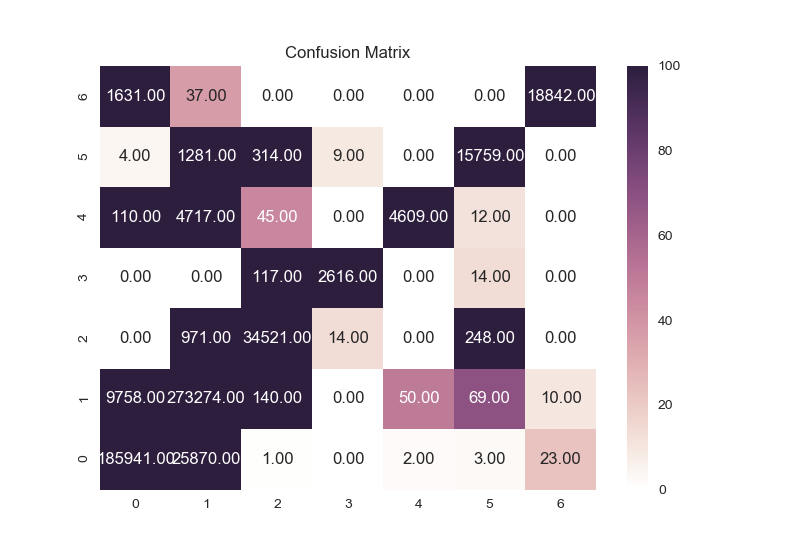 Confusion Matrix
6 1631.00 37.00 0.00 0.00 0.00 0.00 18842.00
5 4.00 1281.00 314.00 9.00 0.00 15759.00 0.00
4 110.00 4717.00 45.00 0.00 4609.00 12.00 0.00
3 0.00 0.00 117.00 2616.00 0.00 14.00 0.00
2 0.00 971.00 34521.00 14.00 0.00 248.00 0.00
1 9758.00 273274.00 140.00 0.00 50.00 69.00 10.00
0 185941.00 25870.00 1.00 0.00 2.00 3.00 23.00
0 1 2 3 4 5 6
100
80
60
40
20
0